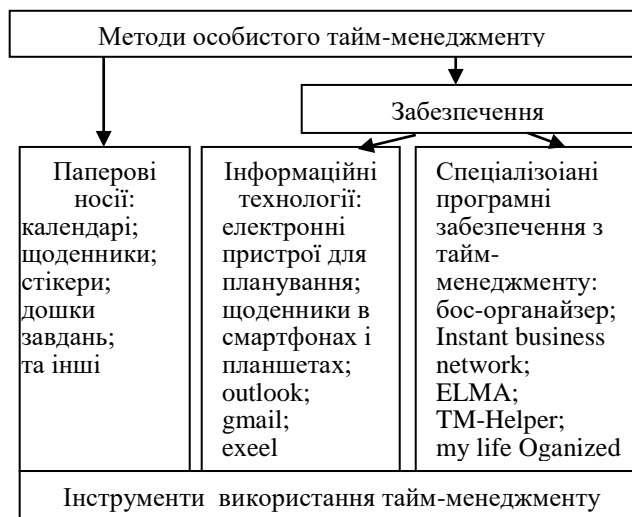 Методи особистого тайм-менеджменту
Забезпечення
Паперові
носії:
календарі;
щоденники;
стікери;
дошки
завдань;
та інші
Інформаційні
технології:
електронні
пристрої для
планування;
щоденники в
смартфонах і
планшетах;
outlook;
gmail;
exeel
Спеціалізоіані
програмні
забезпечення з
тайм-
менеджменту:
бос-органайзер;
Instant business
network;
ELMA;
TM-Helper;
my life Oganized
Інструменти використання тайм-менеджменту